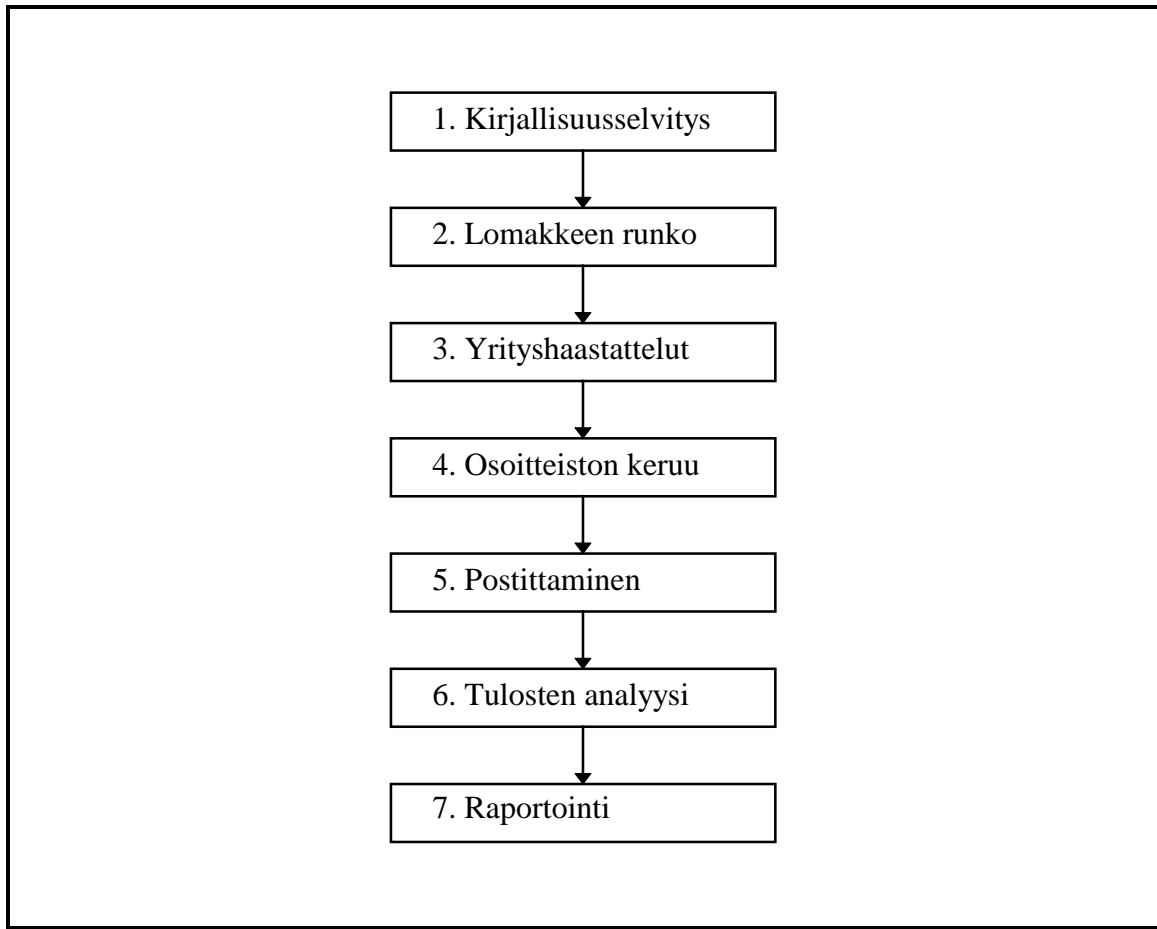 1. Kirjallisuusselvitys
2. Lomakkeen runko
3. Yrityshaastattelut
4. Osoitteiston keruu
5. Postittaminen
6. Tulosten analyysi
7. Raportointi